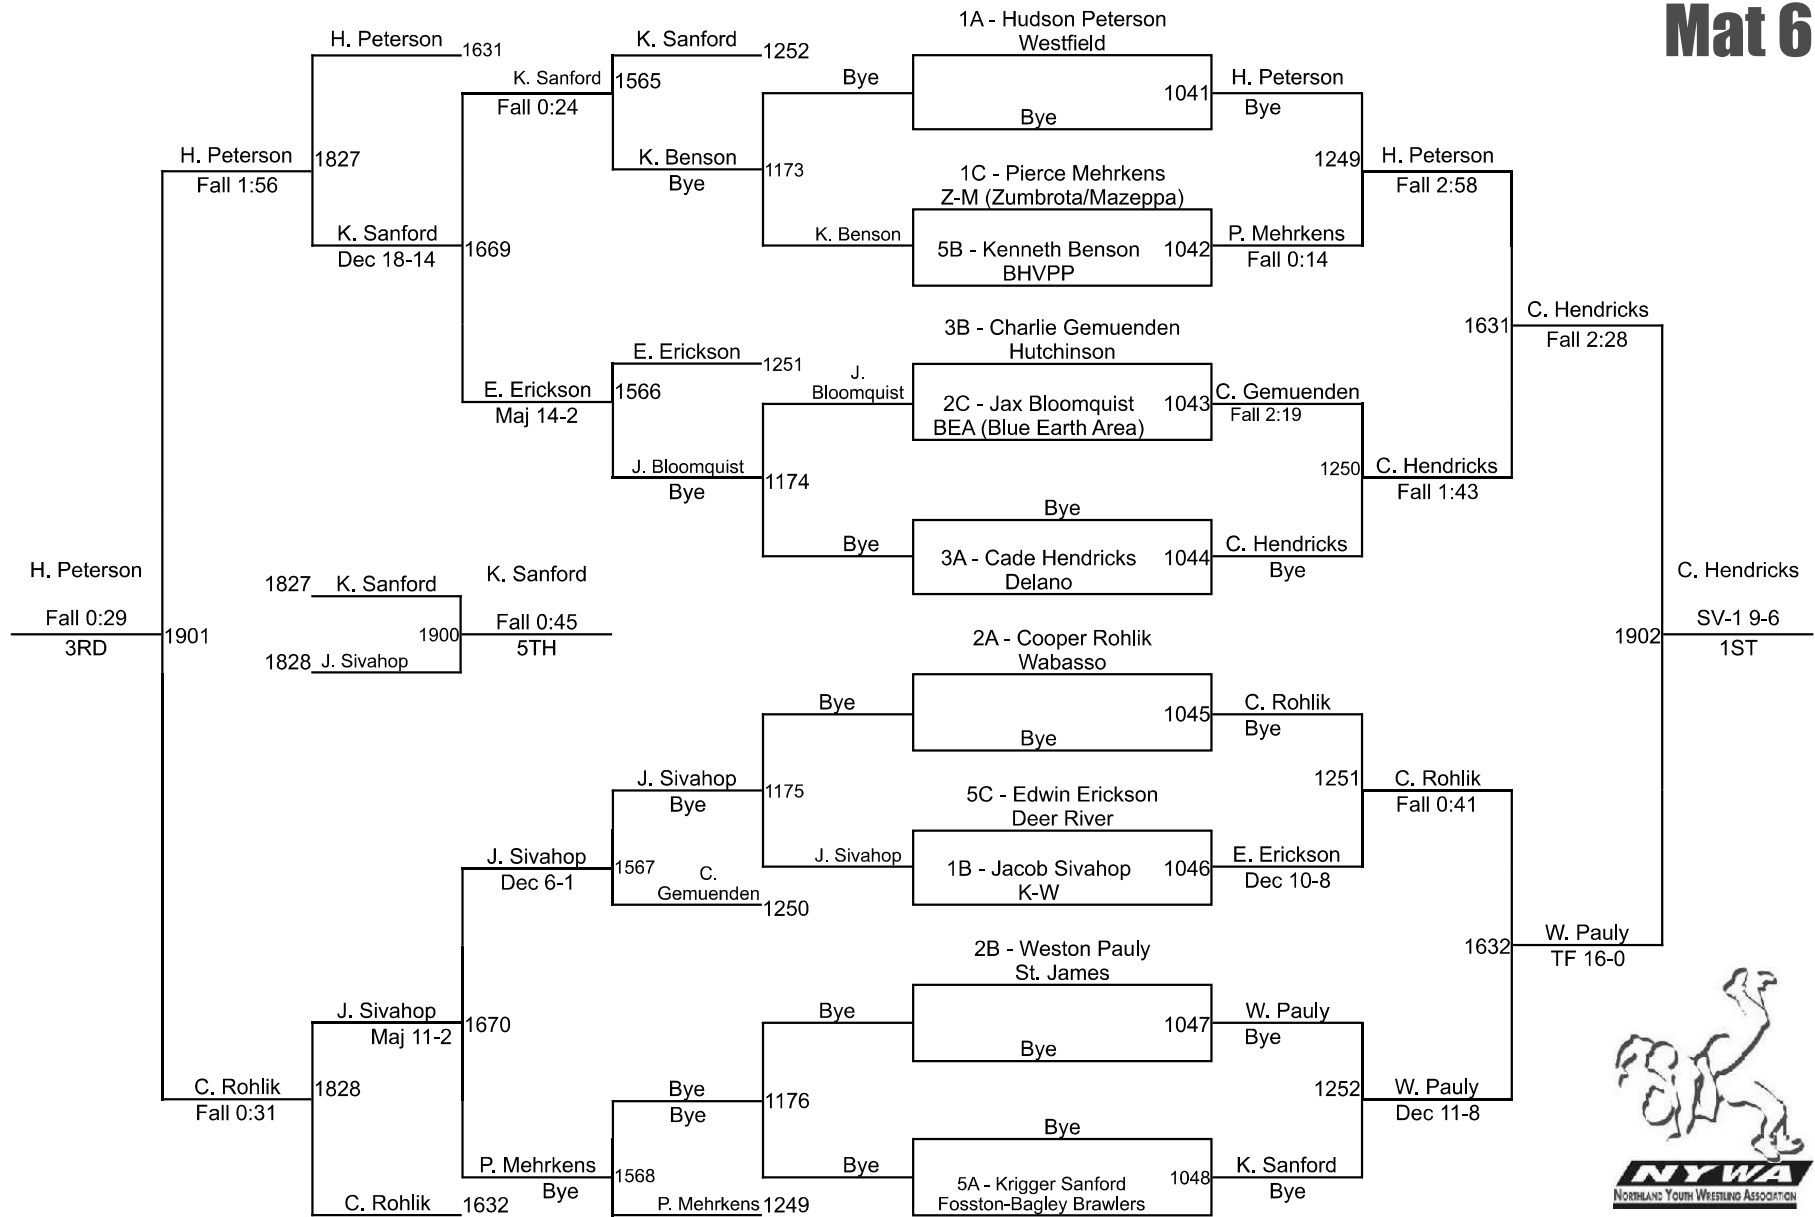 Mat 6
1A - Hudson Peterson
Westfield
H. Peterson
1631
K. Sanford
1252
K. Sanford
1565
Fall 0:24
Bye
1041
H. Peterson
Bye
Bye
H. Peterson
1827
Fall 1:56
K. Benson
1173
Bye
1C - Pierce Mehrkens
Z-M (Zumbrota/Mazeppa)
1249
H. Peterson
Fall 2:58
K. Sanford
1669
Dec 18-14
K. Benson
5B - Kenneth Benson
BHVPP
1042
P. Mehrkens
Fall 0:14
3B - Charlie Gemuenden
Hutchinson
1631
C. Hendricks
Fall 2:28
E. Erickson
1251
E. Erickson
1566
Maj 14-2
J.
Bloomquist
2C - Jax Bloomquist
BEA (Blue Earth Area)
1043
C. Gemuenden
Fall 2:19
J. Bloomquist
1174
Bye
1250
C. Hendricks
Fall 1:43
Bye
Bye
3A - Cade Hendricks
Delano
1044
C. Hendricks
Bye
H. Peterson
Fall 0:29
3RD
1901
1827
K. Sanford
1828
J. Sivahop
1900
K. Sanford
Fall 0:45
5TH
C. Hendricks
1902
SV-1 9-6
1ST
2A - Cooper Rohlik
Wabasso
Bye
1045
Bye
C. Rohlik
Bye
J. Sivahop
1175
Bye
5C - Edwin Erickson
Deer River
1251
C. Rohlik
Fall 0:41
J. Sivahop
1567
Dec 6-1
C.
Gemuenden
1250
J. Sivahop
1B - Jacob Sivahop
K-W
1046
E. Erickson
Dec 10-8
2B - Weston Pauly
St. James
1632
W. Pauly
TF 16-0
J. Sivahop
1670
Maj 11-2
Bye
1047
Bye
W. Pauly
Bye
C. Rohlik
1828
Fall 0:31
Bye
1176
Bye
1252
W. Pauly
Dec 11-8
Bye
P. Mehrkens
1568
Bye
Bye
5A - Krigger Sanford
Fosston-Bagley Brawlers
1048
K. Sanford
Bye
C. Rohlik
1632
P. Mehrkens
1249
NYWA
NORTHLAND YOUTH WRESTLING ASSOCIATION